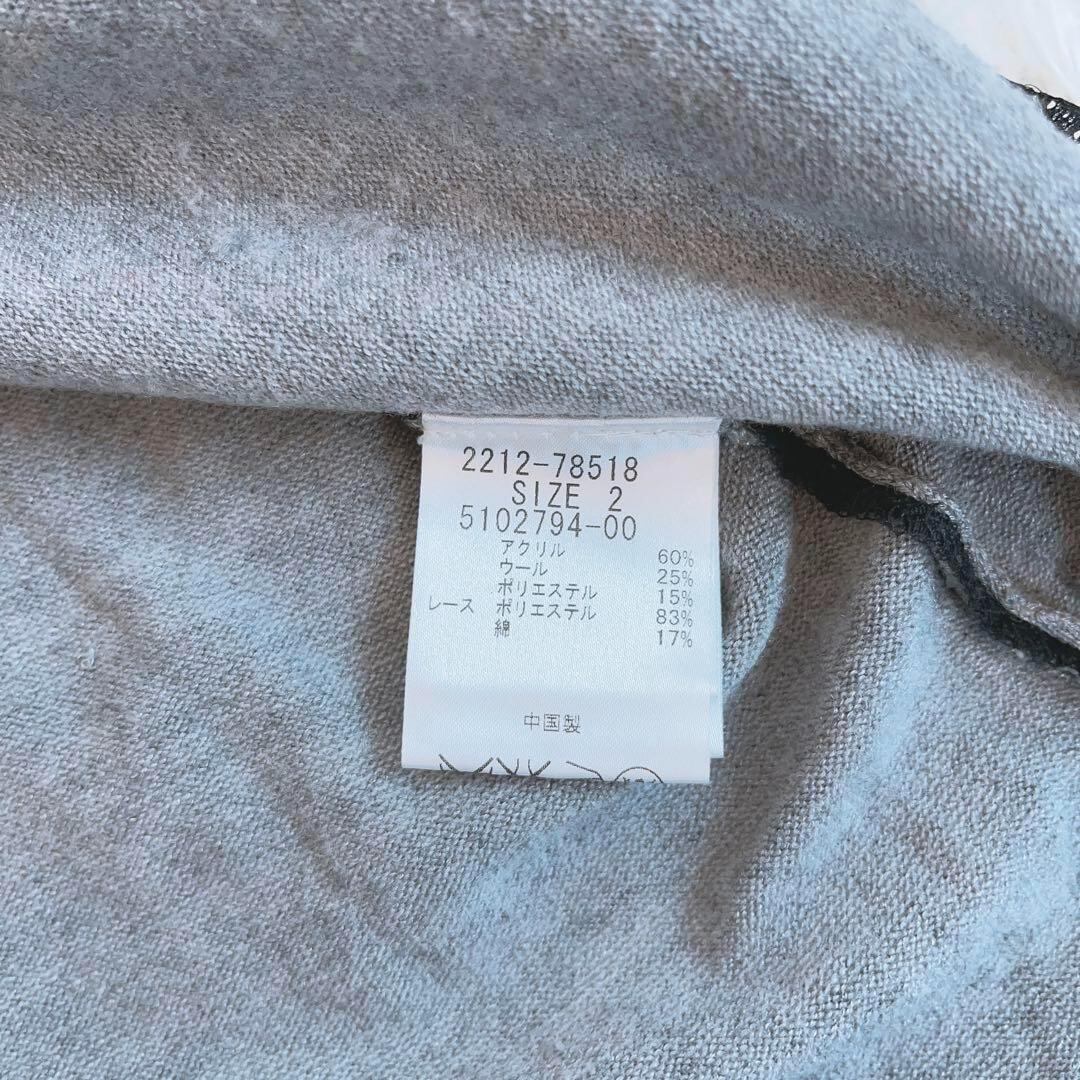 2212-78518
SIZE 2
5102794-00
アクリル 60%
ウール 25%
ポリエステル 15%
レース ポリエステル 83%
綿 17%
中国製